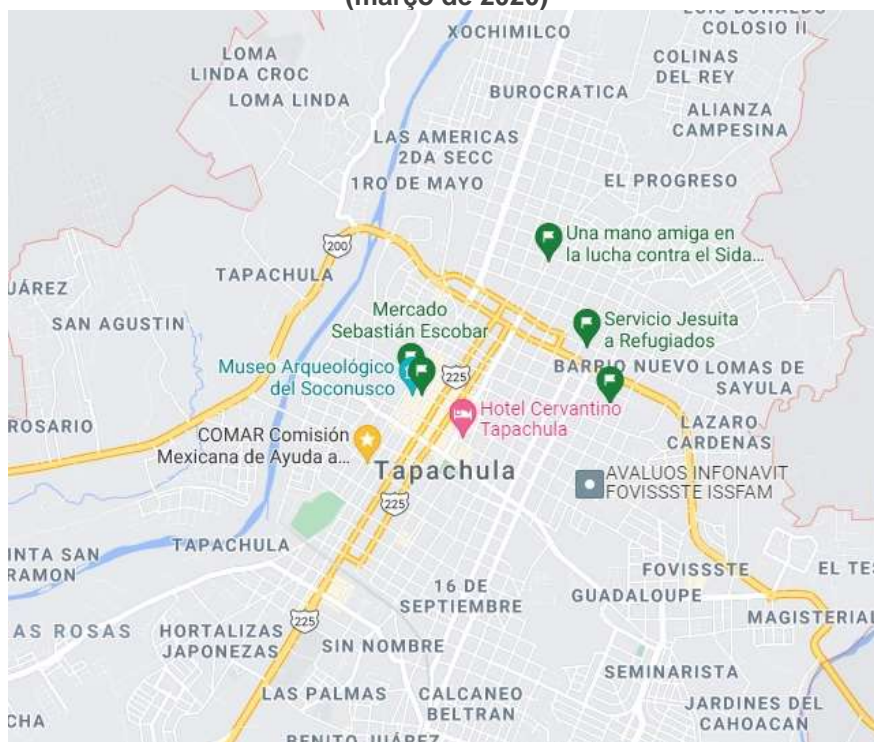 (março de 2020)
XOCHIMILCO
COLOSIO II
LOMA
LINDA CROC
COLINAS
DEL REY
LOMA LINDA
BUROCRATICA
ALIANZA
CAMPESINA
LAS AMERICAS
2DA SECC
1RO DE MAYO
EL PROGRESO
Una mano amiga en
la lucha contra el Sida...
200
TAPACHULA
UÁREZ
SAN AGUSTIN
Mercado
Sebastián Escobar
Servicio Jesuita
a Refugiados
Museo Arqueológico
del Soconusco
225
BARRIO NUEVO
LOMAS DE
SAYULA
Hotel Cervantino
Tapachula
ROSARIO
COMAR Comisión
Mexicana de Ayuda a...
LAZARO
CARDENAS
Tapachula
AVALUOS INFONAVIT
FOVISSSTE ISSFAM
225
TAPACHULA
INTA SAN
RAMON
FOVISSSTE
EL TES
16 DE
SEPTIEMBRE
GUADALOUPE
MAGISTERIAL
225
AS ROSAS
HORTALIZAS
JAPONEZAS
SIN NOMBRE
SEMINARISTA
LAS PALMAS
CALCANEO
BELTRAN
JARDINES DEL
CAHOACAN
CHA
BENITO JUÁREZ